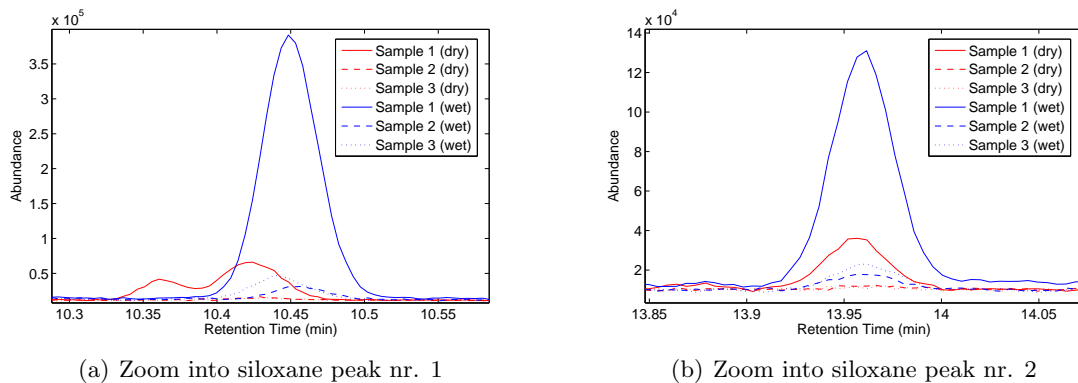 x 10^5
3.5
3
2.5
2
1.5
1
0.5
Abundance
10.3 10.35 10.4 10.45 10.5 10.55
Retention Time (min)
Sample 1 (dry)
Sample 2 (dry)
Sample 3 (dry)
Sample 1 (wet)
Sample 2 (wet)
Sample 3 (wet)
(a) Zoom into siloxane peak nr. 1
x 10^4
14
12
10
8
6
4
2
Abundance
13.85 13.9 13.95 14 14.05
Retention Time (min)
Sample 1 (dry)
Sample 2 (dry)
Sample 3 (dry)
Sample 1 (wet)
Sample 2 (wet)
Sample 3 (wet)
(b) Zoom into siloxane peak nr. 2